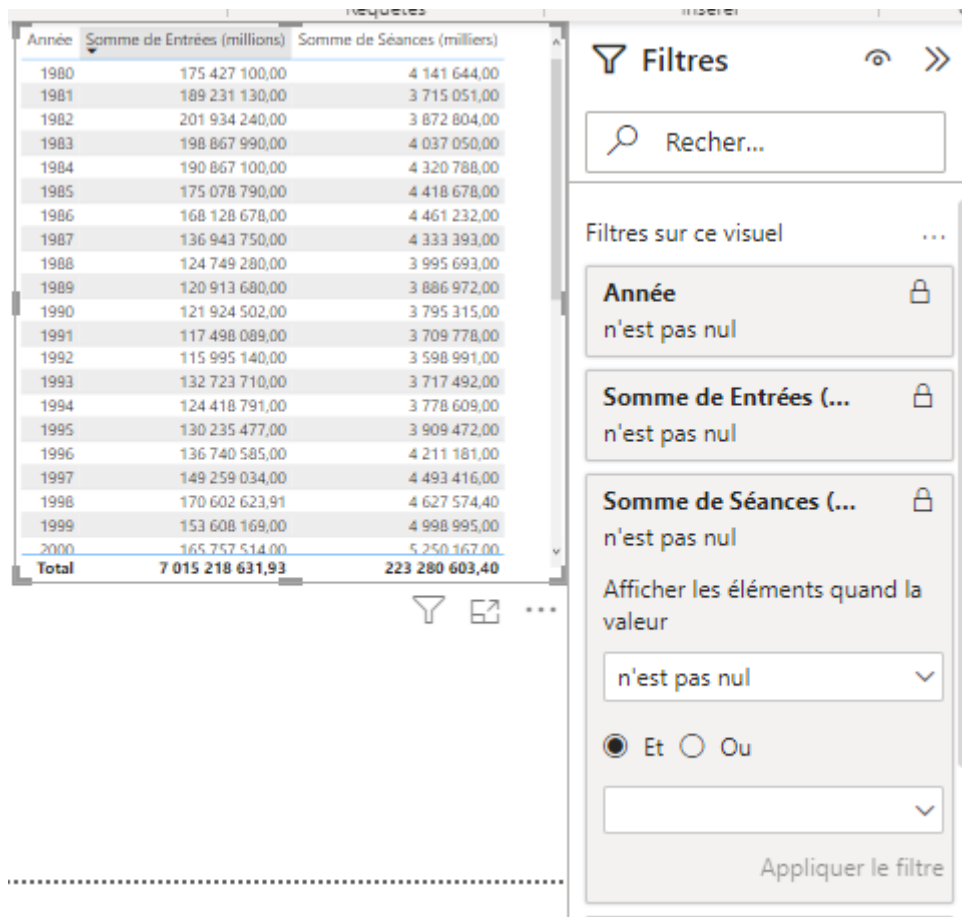 Requêtes Insérer
Année Somme de Entrées (millions) Somme de Séances (milliers)
1980 175 427 100,00 4 141 644,00
1981 189 231 130,00 3 715 051,00
1982 201 934 240,00 3 872 804,00
1983 198 867 990,00 4 037 050,00
1984 190 867 100,00 4 320 788,00
1985 175 078 790,00 4 418 678,00
1986 168 128 678,00 4 461 232,00
1987 136 943 750,00 4 333 393,00
1988 124 749 280,00 3 995 693,00
1989 120 913 680,00 3 886 972,00
1990 121 924 502,00 3 795 315,00
1991 117 498 089,00 3 709 778,00
1992 115 995 140,00 3 598 991,00
1993 132 723 710,00 3 717 492,00
1994 124 418 791,00 3 778 609,00
1995 130 235 477,00 3 909 472,00
1996 136 740 585,00 4 211 181,00
1997 149 259 034,00 4 493 416,00
1998 170 602 623,91 4 627 574,40
1999 153 608 169,00 4 998 995,00
2000 165 757 514,00 5 250 167,00
Total 7 015 218 631,93 223 280 603,40
Filtres
Recher...
Filtres sur ce visuel
Année
n'est pas nul
Somme de Entrées (...
n'est pas nul
Somme de Séances (...
n'est pas nul
Afficher les éléments quand la
valeur
n'est pas nul
Et Ou
Appliquer le filtre